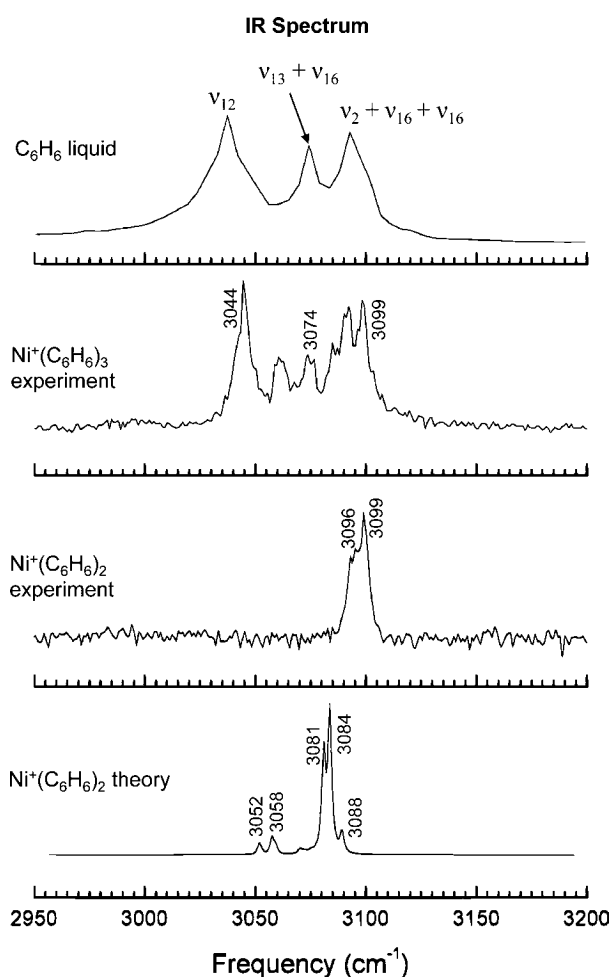 IR Spectrum
ν₁₂
ν₁₃ + ν₁₆
ν₂ + ν₁₆ + ν₁₆
C₆H₆ liquid
3044
3074
3099
Ni⁺(C₆H₆)₃
experiment
3096
3099
Ni⁺(C₆H₆)₂
experiment
3052
3058
3081
3084
3088
Ni⁺(C₆H₆)₂ theory
2950 3000 3050 3100 3150 3200
Frequency (cm⁻¹)